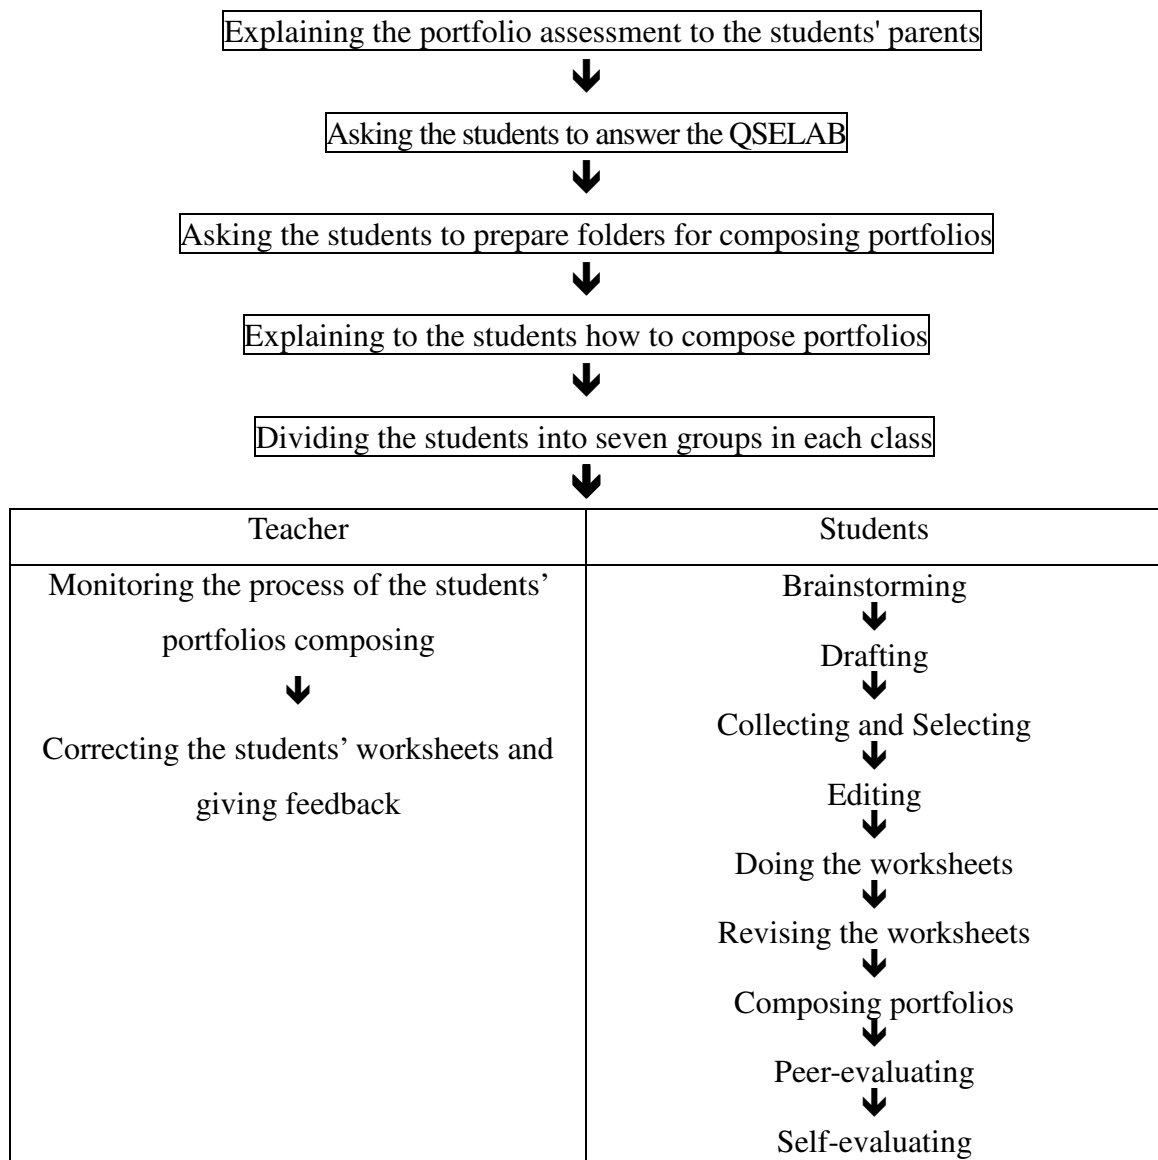 Explaining the portfolio assessment to the students' parents
Asking the students to answer the QSELAB
Asking the students to prepare folders for composing portfolios
Explaining to the students how to compose portfolios
Dividing the students into seven groups in each class
Teacher
Monitoring the process of the students’
portfolios composing
Correcting the students’ worksheets and
giving feedback
Students
Brainstorming
Drafting
Collecting and Selecting
Editing
Doing the worksheets
Revising the worksheets
Composing portfolios
Peer-evaluating
Self-evaluating